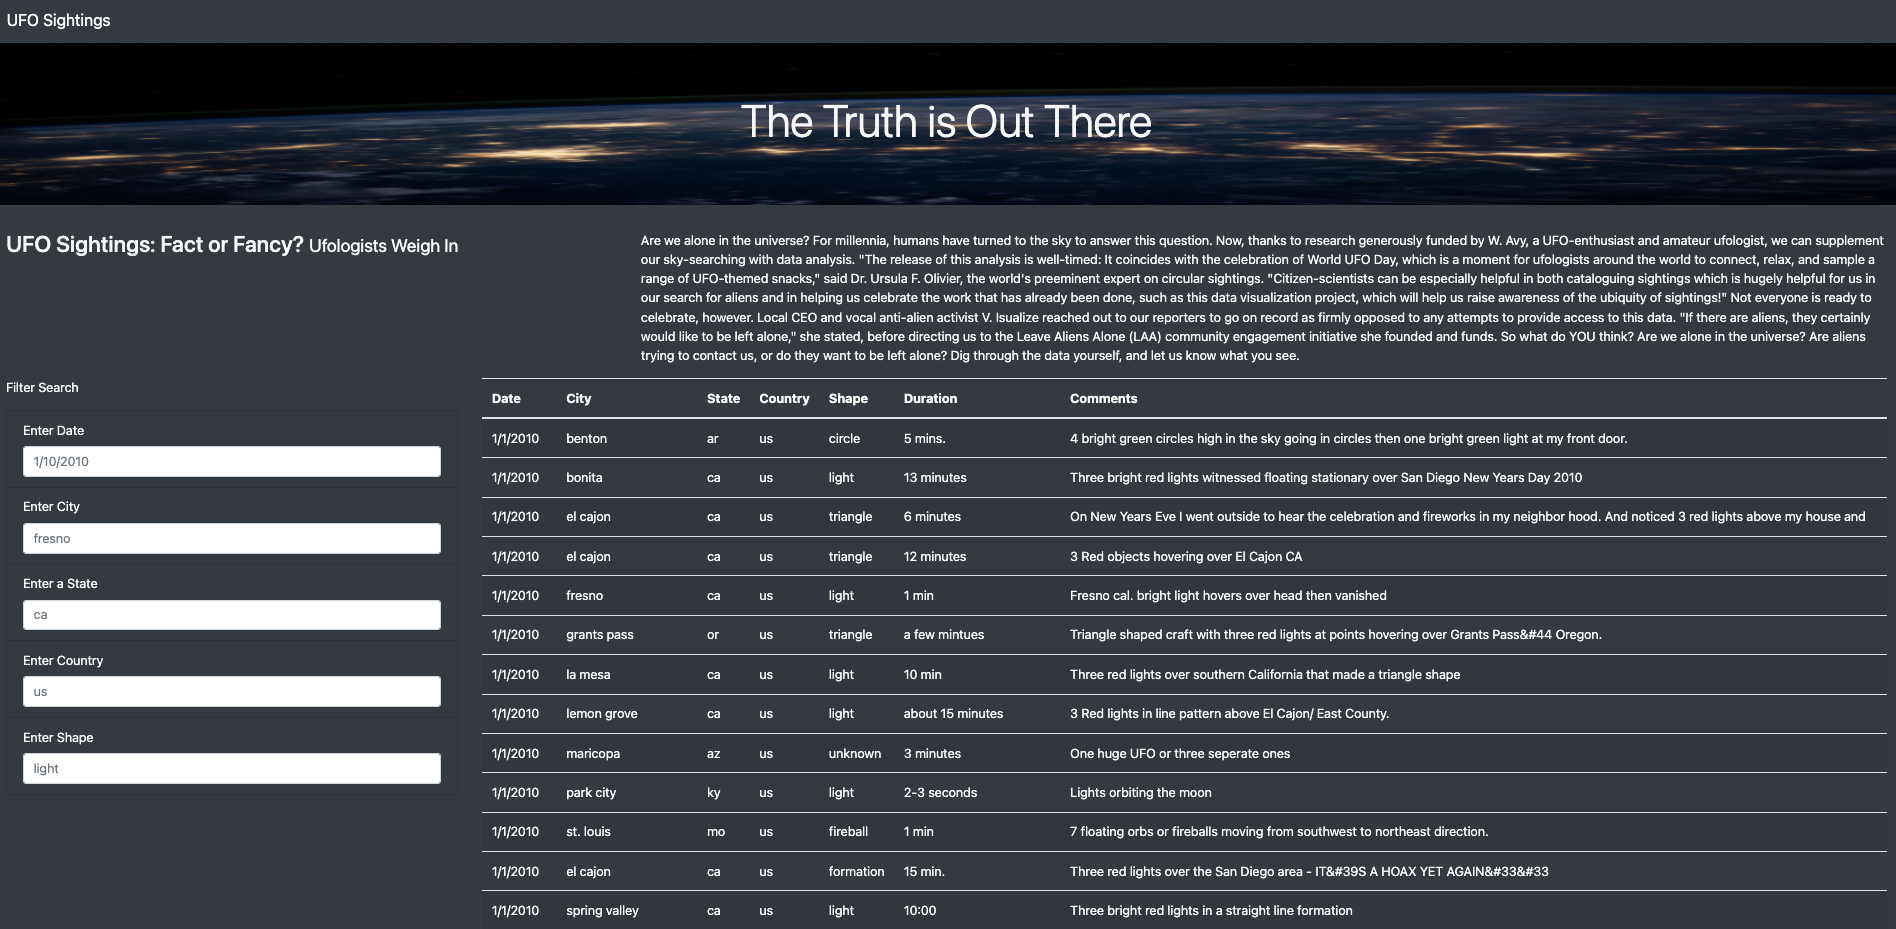 UFO Sightings
The Truth is Out There
UFO Sightings: Fact or Fancy? Ufologists Weigh In
Are we alone in the universe? For millennia, humans have turned to the sky to answer this question. Now, thanks to research generously funded by W. Avy, a UFO-enthusiast and amateur ufologist, we can supplement
our sky-searching with data analysis. "The release of this analysis is well-timed: It coincides with the celebration of World UFO Day, which is a moment for ufologists around the world to connect, relax, and sample a
range of UFO-themed snacks," said Dr. Ursula F. Olivier, the world's preeminent expert on circular sightings. "Citizen-scientists can be especially helpful in both cataloguing sightings which is hugely helpful for us in
our search for aliens and in helping us celebrate the work that has already been done, such as this data visualization project, which will help us raise awareness of the ubiquity of sightings!" Not everyone is ready to
celebrate, however. Local CEO and vocal anti-alien activist V. Isualize reached out to our reporters to go on record as firmly opposed to any attempts to provide access to this data. "If there are aliens, they certainly
would like to be left alone," she stated, before directing us to the Leave Aliens Alone (LAA) community engagement initiative she founded and funds. So what do YOU think? Are we alone in the universe? Are aliens
trying to contact us, or do they want to be left alone? Dig through the data yourself, and let us know what you see.
Filter Search
Enter Date
1/10/2010
Enter City
fresno
Enter a State
ca
Enter Country
us
Enter Shape
light
Date City State Country Shape Duration Comments
1/1/2010 benton ar us circle 5 mins. 4 bright green circles high in the sky going in circles then one bright green light at my front door.
1/1/2010 bonita ca us light 13 minutes Three bright red lights witnessed floating stationary over San Diego New Years Day 2010
1/1/2010 el cajon ca us triangle 6 minutes On New Years Eve I went outside to hear the celebration and fireworks in my neighbor hood. And noticed 3 red lights above my house and
1/1/2010 el cajon ca us triangle 12 minutes 3 Red objects hovering over El Cajon CA
1/1/2010 fresno ca us light 1 min Fresno cal. bright light hovers over head then vanished
1/1/2010 grants pass or us triangle a few mintues Triangle shaped craft with three red lights at points hovering over Grants Pass&#44 Oregon.
1/1/2010 la mesa ca us light 10 min Three red lights over southern California that made a triangle shape
1/1/2010 lemon grove ca us light about 15 minutes 3 Red lights in line pattern above El Cajon/ East County.
1/1/2010 maricopa az us unknown 3 minutes One huge UFO or three seperate ones
1/1/2010 park city ky us light 2-3 seconds Lights orbiting the moon
1/1/2010 st. louis mo us fireball 1 min 7 floating orbs or fireballs moving from southwest to northeast direction.
1/1/2010 el cajon ca us formation 15 min. Three red lights over the San Diego area - IT&#39S A HOAX YET AGAIN&#33&#33
1/1/2010 spring valley ca us light 10:00 Three bright red lights in a straight line formation